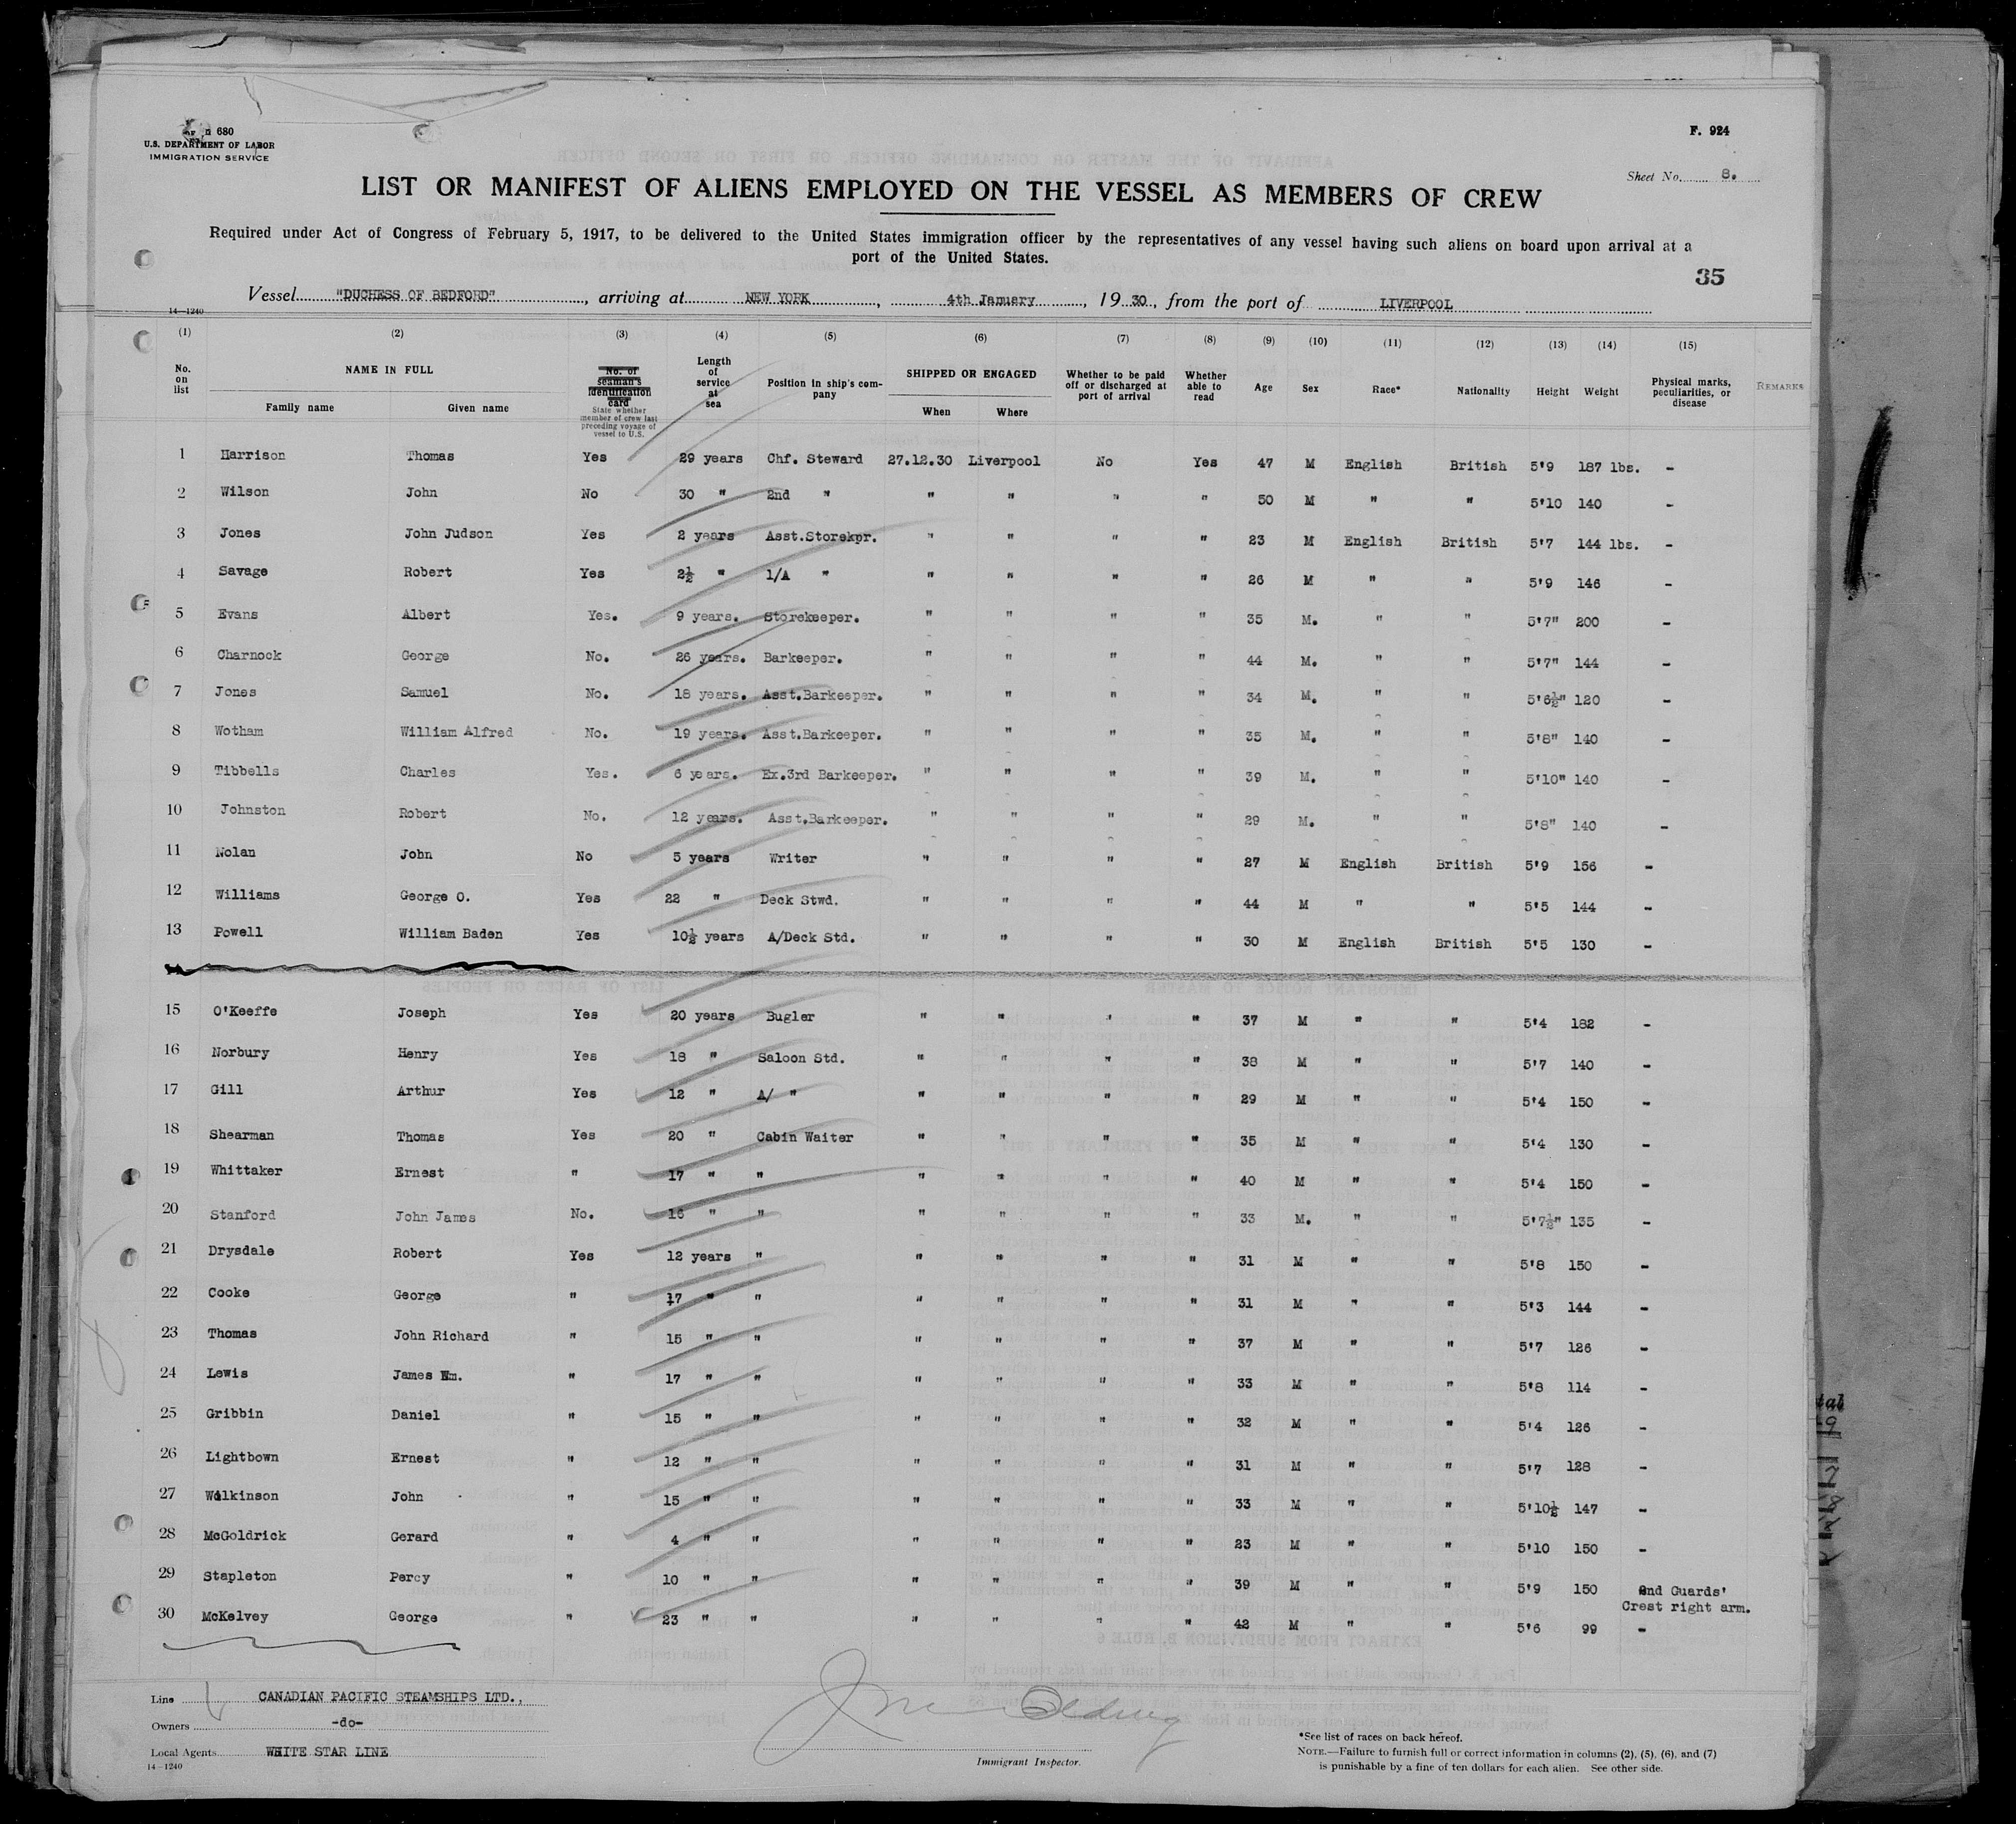 Form 680
U.S. DEPARTMENT OF LABOR
IMMIGRATION SERVICE
F. 924
Sheet No. 8.
LIST OR MANIFEST OF ALIENS EMPLOYED ON THE VESSEL AS MEMBERS OF CREW
Required under Act of Congress of February 5, 1917, to be delivered to the United States immigration officer by the representatives of any vessel having such aliens on board upon arrival at a
port of the United States.
35
Vessel "DUCHESS OF BEDFORD", arriving at NEW YORK, 4th January, 1930, from the port of LIVERPOOL
14—1240
(1) (2) (3) (4) (5) (6) (7) (8) (9) (10) (11) (12) (13) (14) (15)
No. on list NAME IN FULL Family name Given name No. of seaman's identification card State whether member of crew last preceding voyage of vessel to U.S. Length of service at sea Position in ship's company SHIPPED OR ENGAGED When Where Whether to be paid off or discharged at port of arrival Whether able to read Age Sex Race* Nationality Height Weight Physical marks, peculiarities, or disease REMARKS
1 Harrison Thomas Yes 29 years Chf. Steward 27.12.30 Liverpool No Yes 47 M English British 5'9 187 lbs. -
2 Wilson John No 30 " 2nd " " " " " 50 M " " 5'10 140 -
3 Jones John Judson Yes 2 years Asst.Storekpr. " " " " 23 M English British 5'7 144 lbs. -
4 Savage Robert Yes 2½ " 1/A " " " " " 26 M " " 5'9 146 -
5 Evans Albert Yes. 9 years. Storekeeper. " " " " 35 M. " " 5'7" 200 -
6 Charnock George No. 26 years. Barkeeper. " " " " 44 M. " " 5'7" 144 -
7 Jones Samuel No. 18 years. Asst.Barkeeper. " " " " 34 M. " " 5'6½" 120 -
8 Wotham William Alfred No. 19 years. Asst.Barkeeper. " " " " 35 M. " " 5'8" 140 -
9 Tibbells Charles Yes. 6 years. Ex.3rd Barkeeper. " " " " 39 M. " " 5'10" 140 -
10 Johnston Robert No. 12 years. Asst.Barkeeper. " " " " 29 M. " " 5'8" 140 -
11 Nolan John No 5 years Writer " " " " 27 M English British 5'9 156 -
12 Williams George O. Yes 22 " Deck Stwd. " " " " 44 M " " 5'5 144 -
13 Powell William Baden Yes 10½ years A/Deck Std. " " " " 30 M English British 5'5 130 -
15 O'Keeffe Joseph Yes 20 years Bugler " " " " 37 M " " 5'4 182 -
16 Norbury Henry Yes 18 " Saloon Std. " " " " 38 M " " 5'7 140 -
17 Gill Arthur Yes 12 " A/ " " " " " 29 M " " 5'4 150 -
18 Shearman Thomas Yes 20 " Cabin Waiter " " " " 35 M " " 5'4 130 -
19 Whittaker Ernest " 17 " " " " " " 40 M " " 5'4 150 -
20 Stanford John James No. 16 " " " " " " 33 M. " " 5'7½" 135 -
21 Drysdale Robert Yes 12 years " " " " " 31 M " " 5'8 150 -
22 Cooke George " 17 " " " " " " 31 M " " 5'3 144 -
23 Thomas John Richard " 15 " " " " " " 37 M " " 5'7 126 -
24 Lewis James Wm. " 17 " " " " " " 33 M " " 5'8 114 -
25 Gribbin Daniel " 15 " " " " " " 32 M " " 5'4 126 -
26 Lightbown Ernest " 12 " " " " " " 31 M " " 5'7 128 -
27 Wilkinson John " 15 " " " " " " 33 M " " 5'10½ 147 -
28 McGoldrick Gerard " 4 " " " " " " 23 M " " 5'10 150 -
29 Stapleton Percy " 10 " " " " " " 39 M " " 5'9 150 2nd Guards' Crest right arm.
30 McKelvey George " 23 " " " " " " 42 M " " 5'6 99 -
Line CANADIAN PACIFIC STEAMSHIPS LTD.,
Owners -do-
Local Agents WHITE STAR LINE
14—1240
Immigrant Inspector.
*See list of races on back hereof.
NOTE.—Failure to furnish full or correct information in columns (2), (5), (6), and (7)
is punishable by a fine of ten dollars for each alien. See other side.